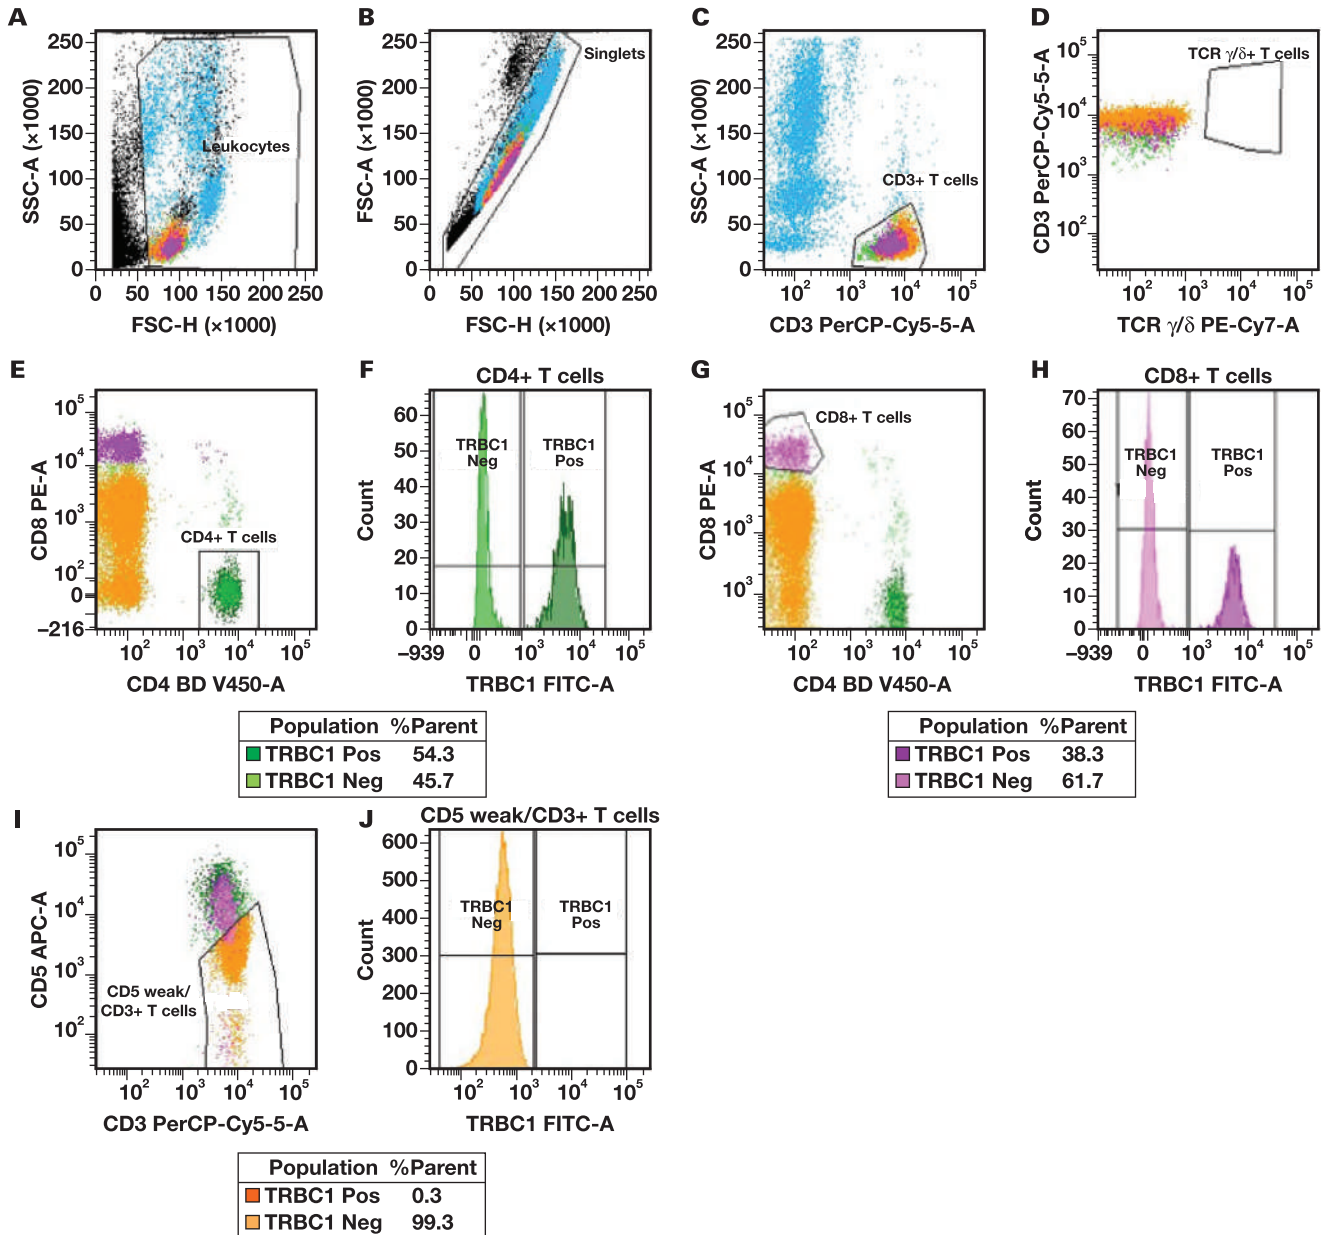 A
250
200
150
100
50
0
SSC-A (×1000)
Leukocytes
0 50 100 150 200 250
FSC-H (×1000)
B
250
200
150
100
50
0
FSC-A (×1000)
Singlets
0 50 100 150 200 250
FSC-H (×1000)
C
250
200
150
100
50
0
SSC-A (×1000)
CD3+ T cells
10² 10³ 10⁴ 10⁵
CD3 PerCP-Cy5-5-A
D
10⁵
10⁴
10³
10²
CD3 PerCP-Cy5-5-A
TCR γ/δ+ T cells
10² 10³ 10⁴ 10⁵
TCR γ/δ PE-Cy7-A
E
10⁵
10⁴
10³
10²
0
−216
CD8 PE-A
CD4+ T cells
10² 10³ 10⁴ 10⁵
CD4 BD V450-A
F
CD4+ T cells
60
50
40
30
20
10
0
Count
TRBC1
Neg
TRBC1
Pos
−939 0 10³ 10⁴ 10⁵
TRBC1 FITC-A
Population %Parent
TRBC1 Pos 54.3
TRBC1 Neg 45.7
G
10⁵
10⁴
10³
10³
CD8 PE-A
CD8+ T cells
10² 10³ 10⁴ 10⁵
CD4 BD V450-A
H
CD8+ T cells
70
60
50
40
30
20
10
0
Count
TRBC1
Neg
TRBC1
Pos
−939 0 10³ 10⁴ 10⁵
TRBC1 FITC-A
Population %Parent
TRBC1 Pos 38.3
TRBC1 Neg 61.7
I
10⁵
10⁴
10³
10²
CD5 APC-A
CD5 weak/
CD3+ T cells
10² 10³ 10⁴ 10⁵
CD3 PerCP-Cy5-5-A
J
CD5 weak/CD3+ T cells
600
500
400
300
200
100
0
Count
TRBC1
Neg
TRBC1
Pos
10² 10³ 10⁴ 10⁵
TRBC1 FITC-A
Population %Parent
TRBC1 Pos 0.3
TRBC1 Neg 99.3